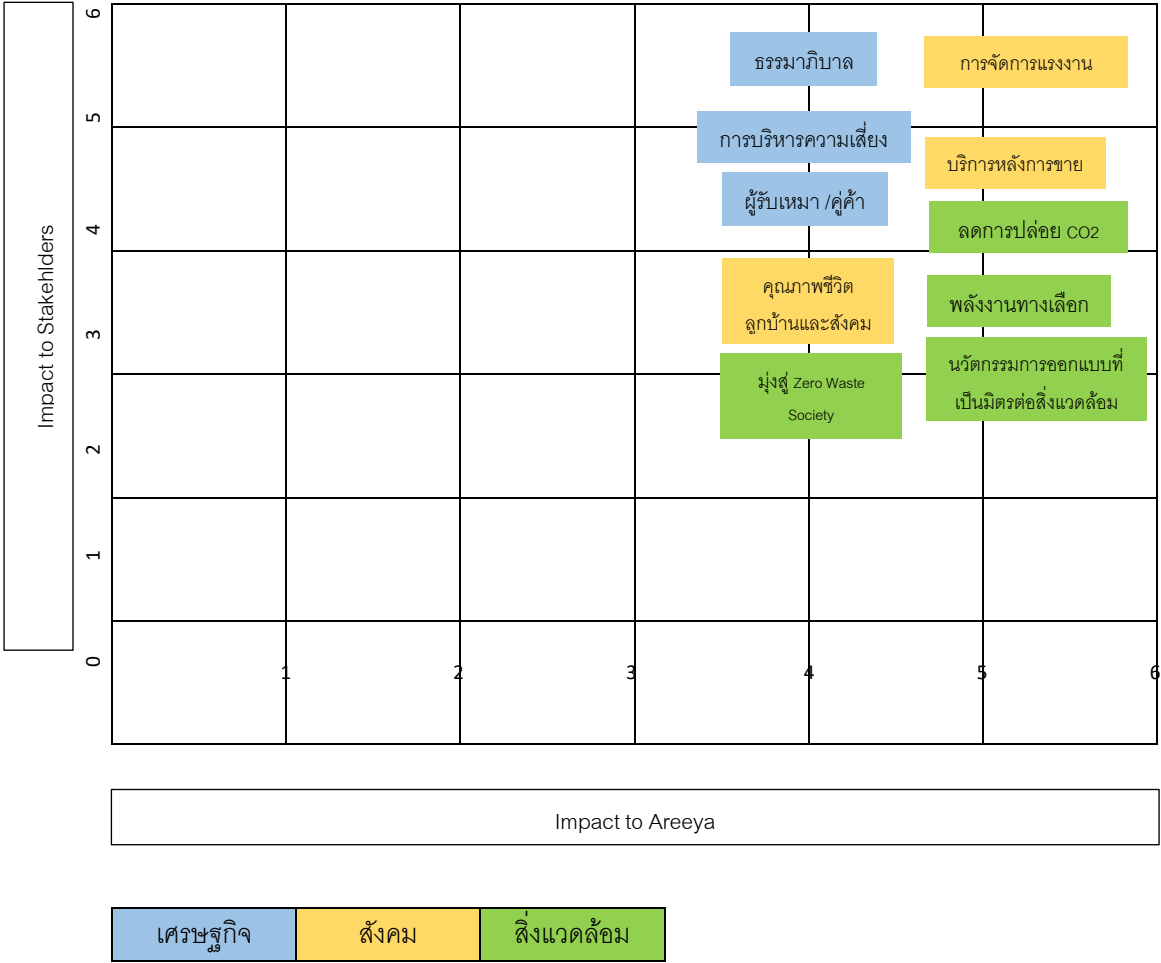 Impact to Stakehlders
6
5
4
3
2
1
0
ธรรมาภิบาล
การจัดการแรงงาน
การบริหารความเสี่ยง
บริการหลังการขาย
ผู้รับเหมา /คู่ค้า
ลดการปล่อย CO2
คุณภาพชีวิต
ลูกบ้านและสังคม
พลังงานทางเลือก
มุ่งสู่ Zero Waste
Society
นวัตกรรมการออกแบบที่
เป็นมิตรต่อสิ่งแวดล้อม
1 2 3 4 5 6
Impact to Areeya
เศรษฐกิจ สังคม สิ่งแวดล้อม